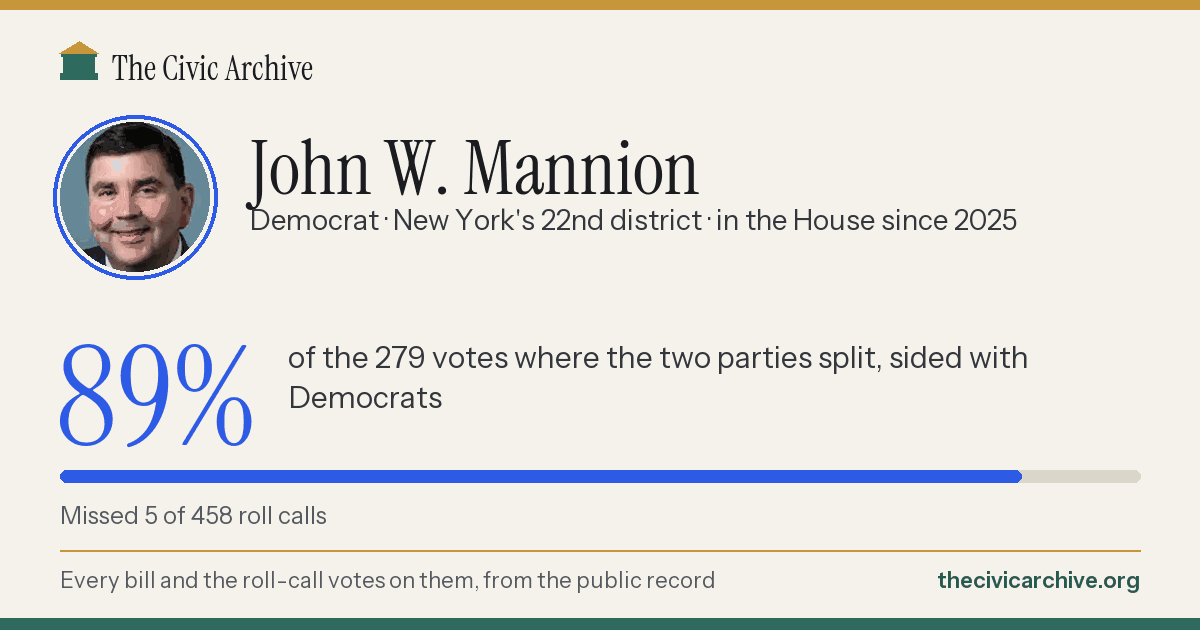 The Civic Archive
John W. Mannion
Democrat · New York's 22nd district · in the House since 2025
89%
of the 279 votes where the two parties split, sided with
Democrats
Missed 5 of 458 roll calls
Every bill and the roll-call votes on them, from the public record
thecivicarchive.org